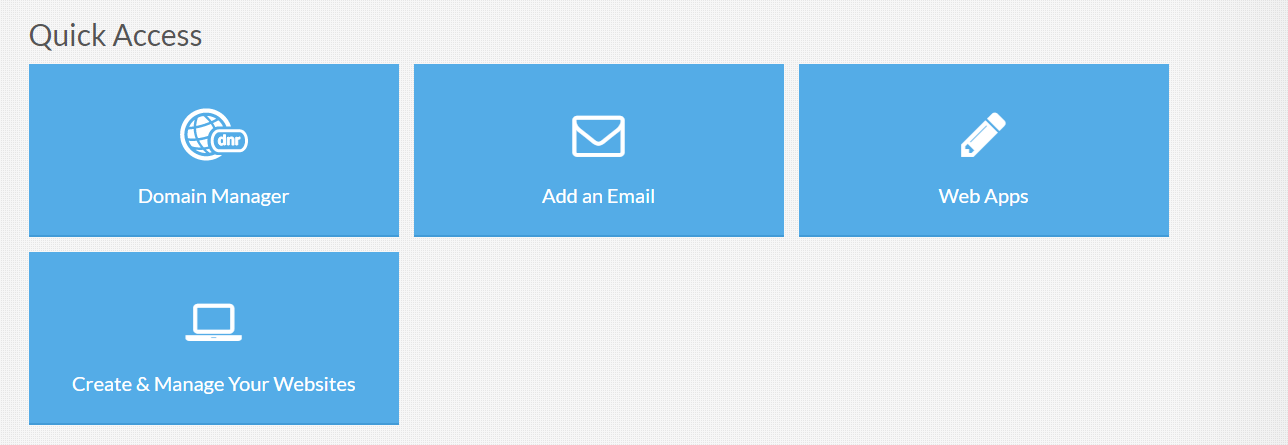 Quick Access
dnr
Domain Manager
Add an Email
Web Apps
Create & Manage Your Websites